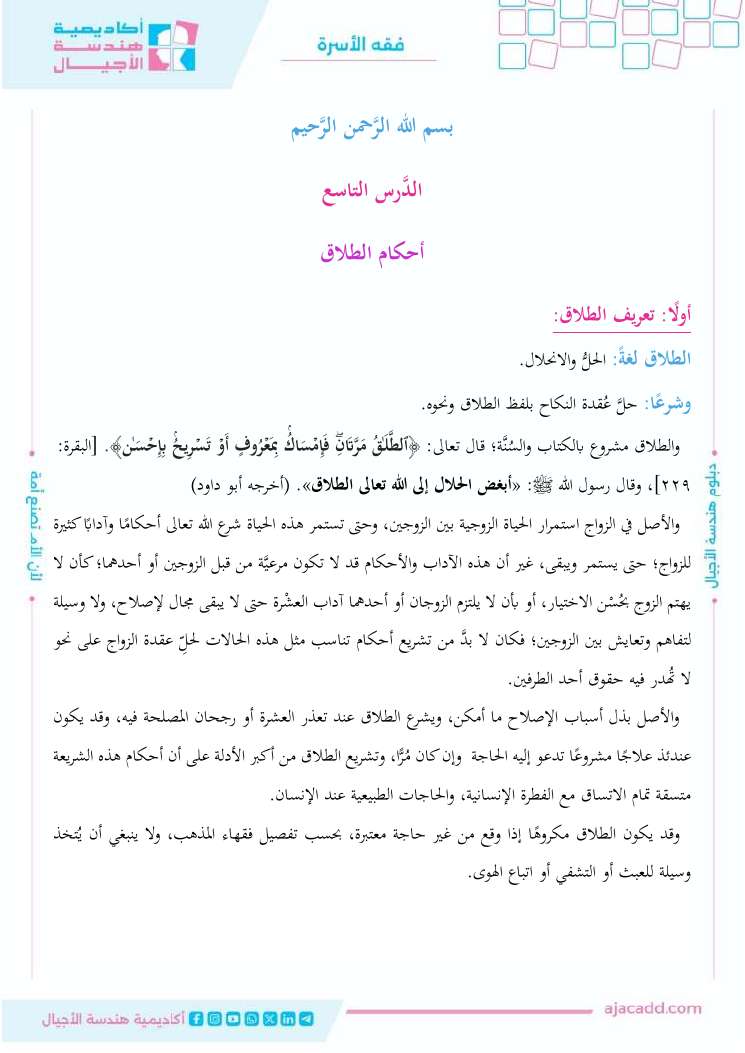 أكاديمية
هندسة
الأجيال
فقه الأسرة
بسم الله الرَّحمن الرَّحيم
الدَّرس التاسع
أحكام الطلاق
أولًا: تعريف الطلاق:
الطلاق لغةً: الحلُّ والانحلال.
وشرعًا: حلَّ عُقدة النكاح بلفظ الطلاق ونحوه.
والطلاق مشروع بالكتاب والسُنَّة؛ قال تعالى: ﴿ٱلطَّلَٰقُ مَرَّتَانِۖ فَإِمۡسَاكُۢ بِمَعۡرُوفٍ أَوۡ تَسۡرِيحُۢ بِإِحۡسَٰن﴾. [البقرة:
٢٢٩]، وقال رسول الله ﷺ: «أبغض الحلال إلى الله تعالى الطلاق». (أخرجه أبو داود)
والأصل في الزواج استمرار الحياة الزوجية بين الزوجين، وحتى تستمر هذه الحياة شرع الله تعالى أحكامًا وآدابًا كثيرة
للزواج؛ حتى يستمر ويبقى، غير أن هذه الآداب والأحكام قد لا تكون مرعيَّة من قبل الزوجين أو أحدهما؛ كأن لا
يهتم الزوج بحُسْن الاختيار، أو بأن لا يلتزم الزوجان أو أحدهما آداب العشْرة حتى لا يبقى مجال لإصلاح، ولا وسيلة
لتفاهم وتعايش بين الزوجين؛ فكان لا بدَّ من تشريع أحكام تناسب مثل هذه الحالات لحلِّ عقدة الزواج على نحو
لا تُهدر فيه حقوق أحد الطرفين.
والأصل بذل أسباب الإصلاح ما أمكن، ويشرع الطلاق عند تعذر العشرة أو رجحان المصلحة فيه، وقد يكون
عندئذ علاجًا مشروعًا تدعو إليه الحاجة وإن كان مُرًّا، وتشريع الطلاق من أكبر الأدلة على أن أحكام هذه الشريعة
متسقة تمام الاتساق مع الفطرة الإنسانية، والحاجات الطبيعية عند الإنسان.
وقد يكون الطلاق مكروهًا إذا وقع من غير حاجة معتبرة، بحسب تفصيل فقهاء المذهب، ولا ينبغي أن يُتخذ
وسيلة للعبث أو التشفي أو اتباع الهوى.
دبلوم هندسة الأجيال
لأن الأم تصنع أمة
أكاديمية هندسة الأجيال
ajacadd.com